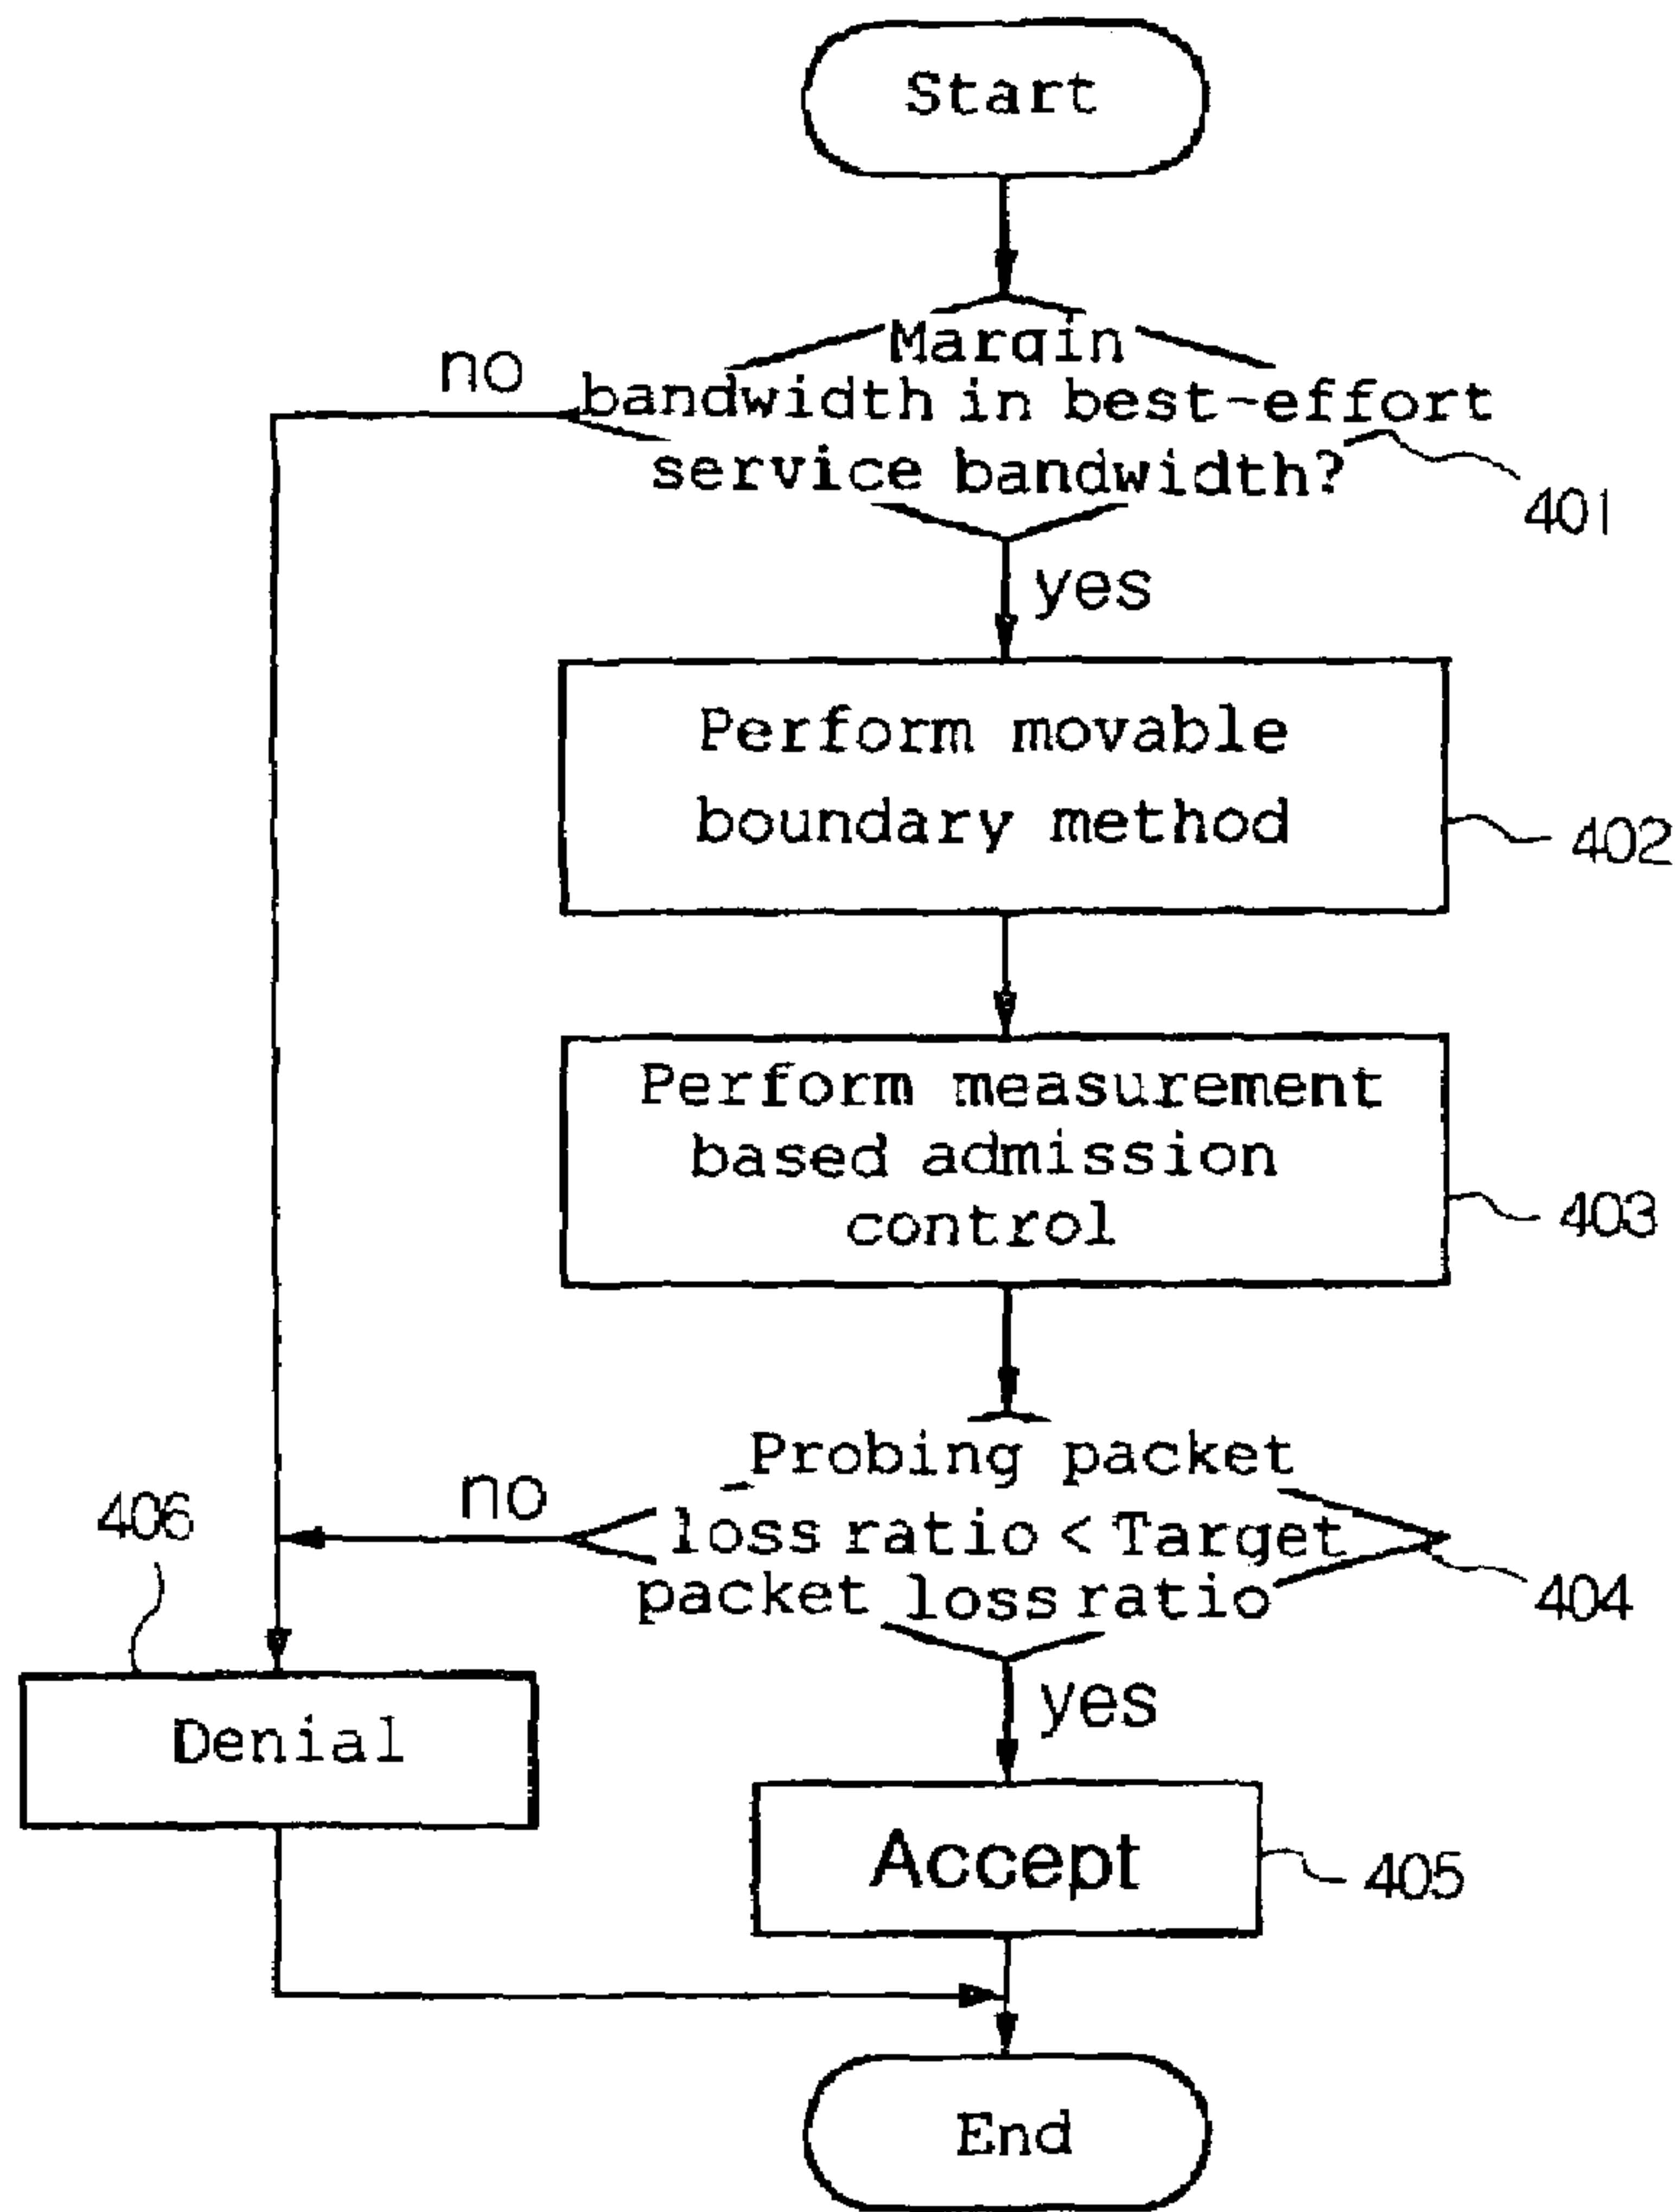 Start
Margin
no
bandwidth in best-effort
service bandwidth?
401
yes
Perform movable
boundary method
402
Perform measurement
based admission
control
403
Probing packet
no
loss ratio < Target
packet loss ratio
404
406
yes
Denial
Accept
405
End